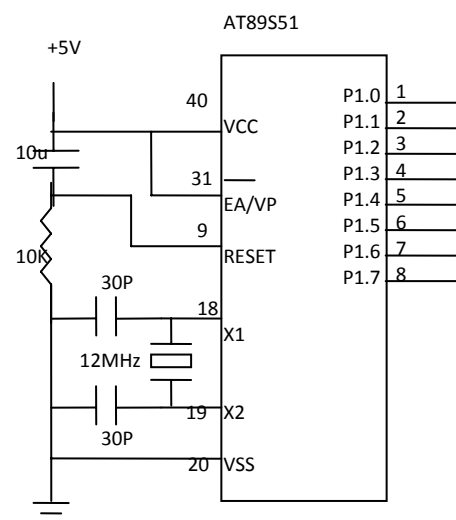 AT89S51
+5V
40
VCC
10u
31
EA/VP
9
RESET
10K
30P
18
X1
12MHz
19
X2
30P
20
VSS
P1.0 1
P1.1 2
P1.2 3
P1.3 4
P1.4 5
P1.5 6
P1.6 7
P1.7 8